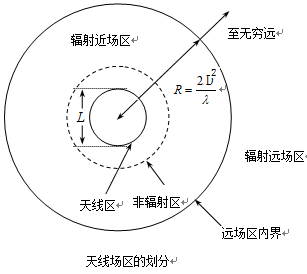 辐射近场区
至无穷远
R = 2D²/λ
L
辐射远场区
天线区
非辐射区
远场区内界
天线场区的划分